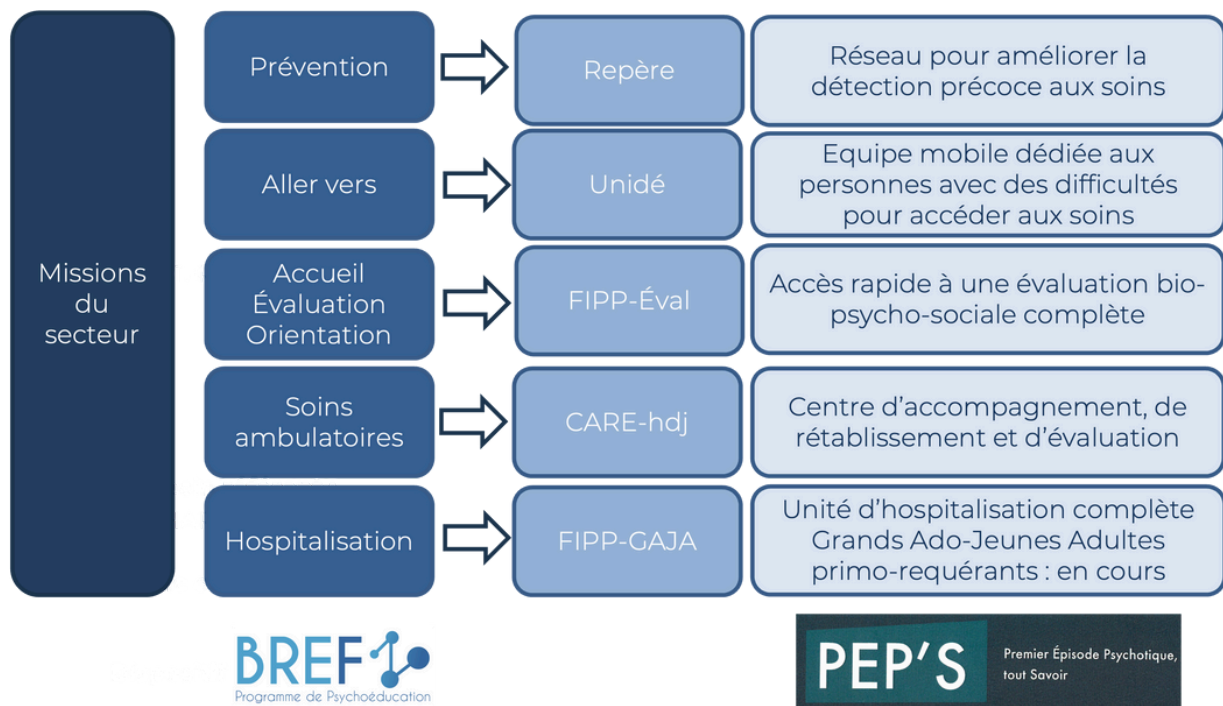 Missions
du
secteur
Prévention
Repère
Réseau pour améliorer la
détection précoce aux soins
Aller vers
Unidé
Equipe mobile dédiée aux
personnes avec des difficultés
pour accéder aux soins
Accueil
Évaluation
Orientation
FIPP-Éval
Accès rapide à une évaluation bio-
psycho-sociale complète
Soins
ambulatoires
CARE-hdj
Centre d’accompagnement, de
rétablissement et d’évaluation
Hospitalisation
FIPP-GAJA
Unité d’hospitalisation complète
Grands Ado-Jeunes Adultes
primo-requérants : en cours
BREF
Programme de Psychoéducation
PEP’S
Premier Épisode Psychotique,
tout Savoir